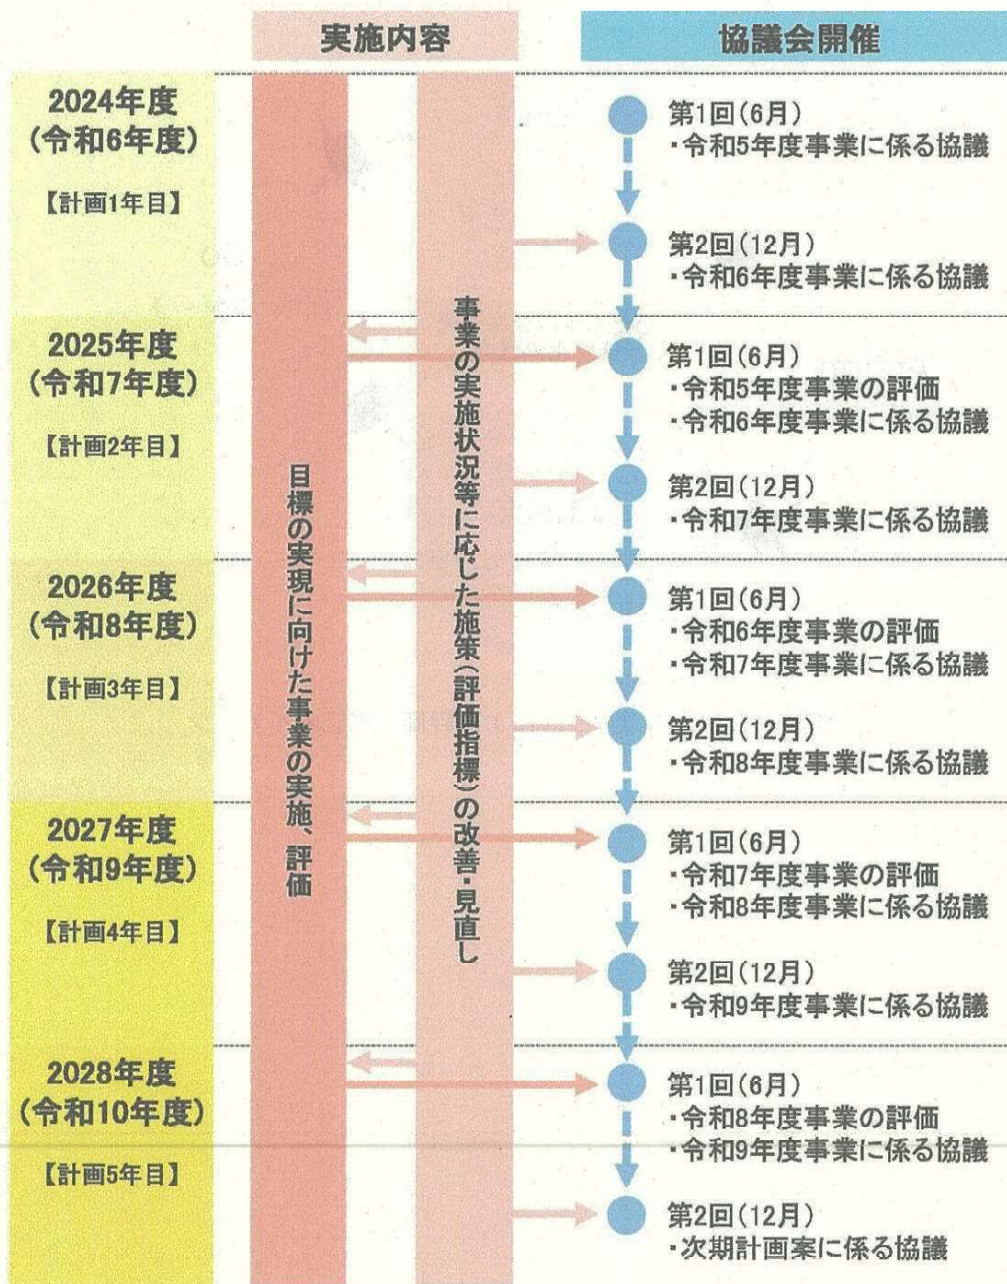 実施内容
協議会開催
2024年度
(令和6年度)
【計画1年目】
第1回(6月)
・令和5年度事業に係る協議
第2回(12月)
・令和6年度事業に係る協議
2025年度
(令和7年度)
【計画2年目】
第1回(6月)
・令和5年度事業の評価
・令和6年度事業に係る協議
第2回(12月)
・令和7年度事業に係る協議
2026年度
(令和8年度)
【計画3年目】
第1回(6月)
・令和6年度事業の評価
・令和7年度事業に係る協議
第2回(12月)
・令和8年度事業に係る協議
2027年度
(令和9年度)
【計画4年目】
第1回(6月)
・令和7年度事業の評価
・令和8年度事業に係る協議
第2回(12月)
・令和9年度事業に係る協議
2028年度
(令和10年度)
【計画5年目】
第1回(6月)
・令和8年度事業の評価
・令和9年度事業に係る協議
第2回(12月)
・次期計画案に係る協議
目標の実現に向けた事業の実施、評価
事業の実施状況等に応じた施策(評価指標)の改善・見直し